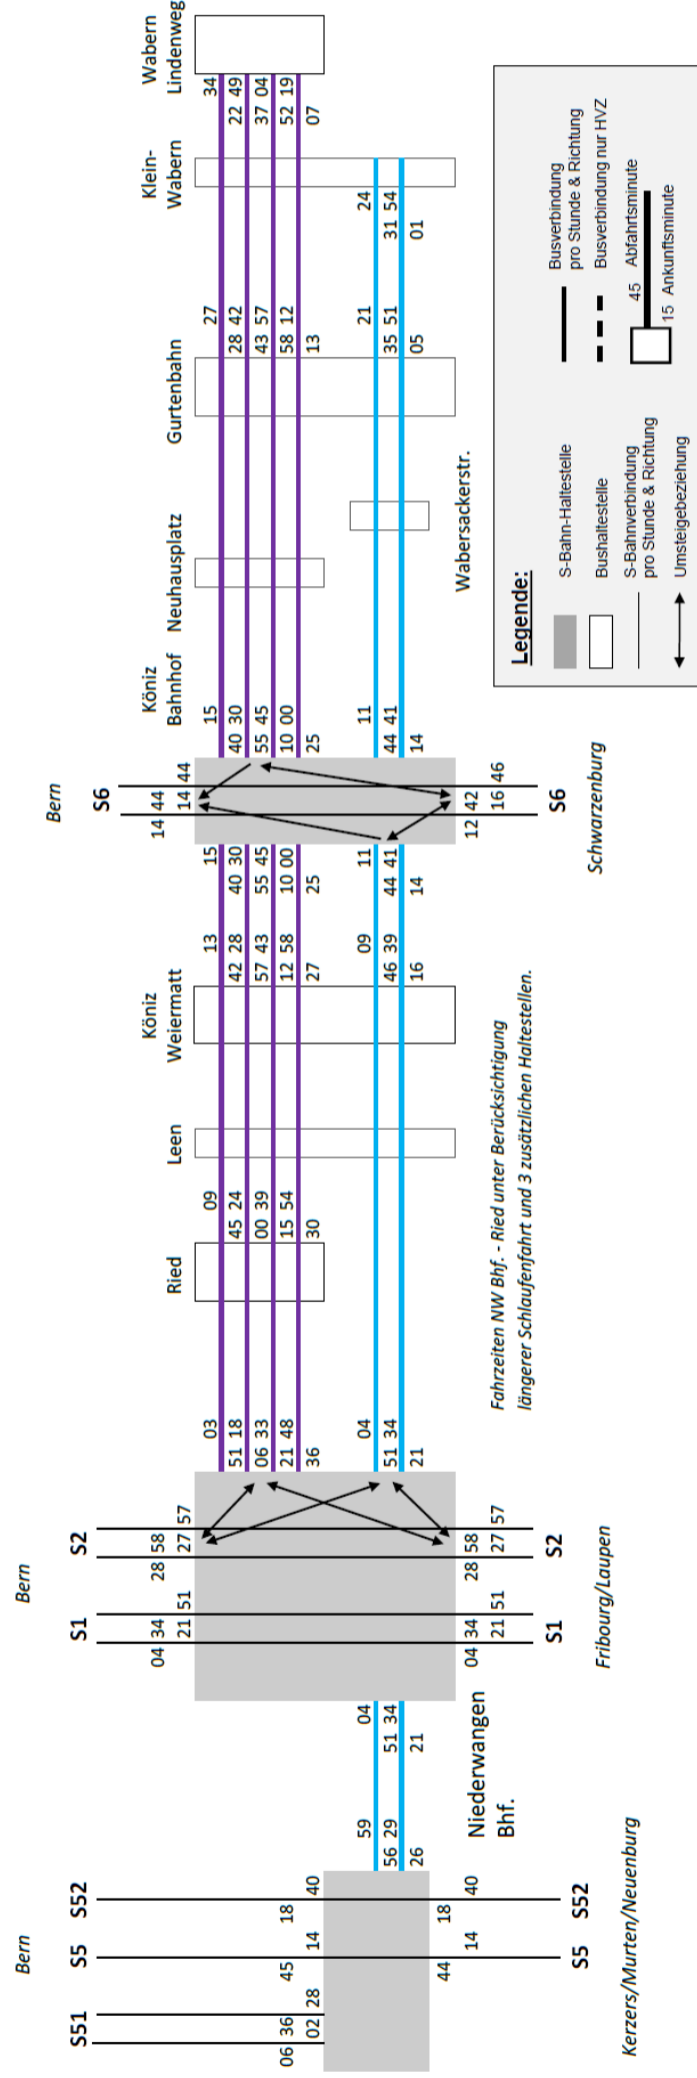 Bern
Bern
Bern
S51
S5
S52
S1
S2
S6
Köniz
Weiermatt
Köniz
Bahnhof
Klein-
Wabern
Wabern
Lindenweg
Ried
Leen
Neuhausplatz
Gurtenbahn
04 34
28 58
14 44
21 51
27 57
14 44
03
09
13
15
15
27
34
51 18
45 24
42 28
40 30
40 30
28 42
22 49
06 33
00 39
57 43
55 45
55 45
43 57
37 04
21 48
15 54
12 58
10 00
10 00
58 12
52 19
36
30
27
25
25
13
07
06 36
45
18
02 28
14
40
59
04
04
09
11
11
21
24
56 29
51 34
51 34
46 39
44 41
44 41
35 51
31 54
26
21
21
16
14
14
05
01
44
18
04 34
28 58
12 42
14
40
21 51
27 57
16 46
Niederwangen
Bhf.
Wabersackerstr.
S5
S52
S1
S2
S6
Kerzers/Murten/Neuenburg
Fribourg/Laupen
Schwarzenburg
Fahrzeiten NW Bhf. - Ried unter Berücksichtigung
längerer Schlaufenfahrt und 3 zusätzlichen Haltestellen.
Legende:
S-Bahn-Haltestelle
Bushaltestelle
S-Bahnverbindung
pro Stunde & Richtung
Umsteigebeziehung
Busverbindung
pro Stunde & Richtung
Busverbindung nur HVZ
45 Abfahrtsminute
15 Ankunftsminute